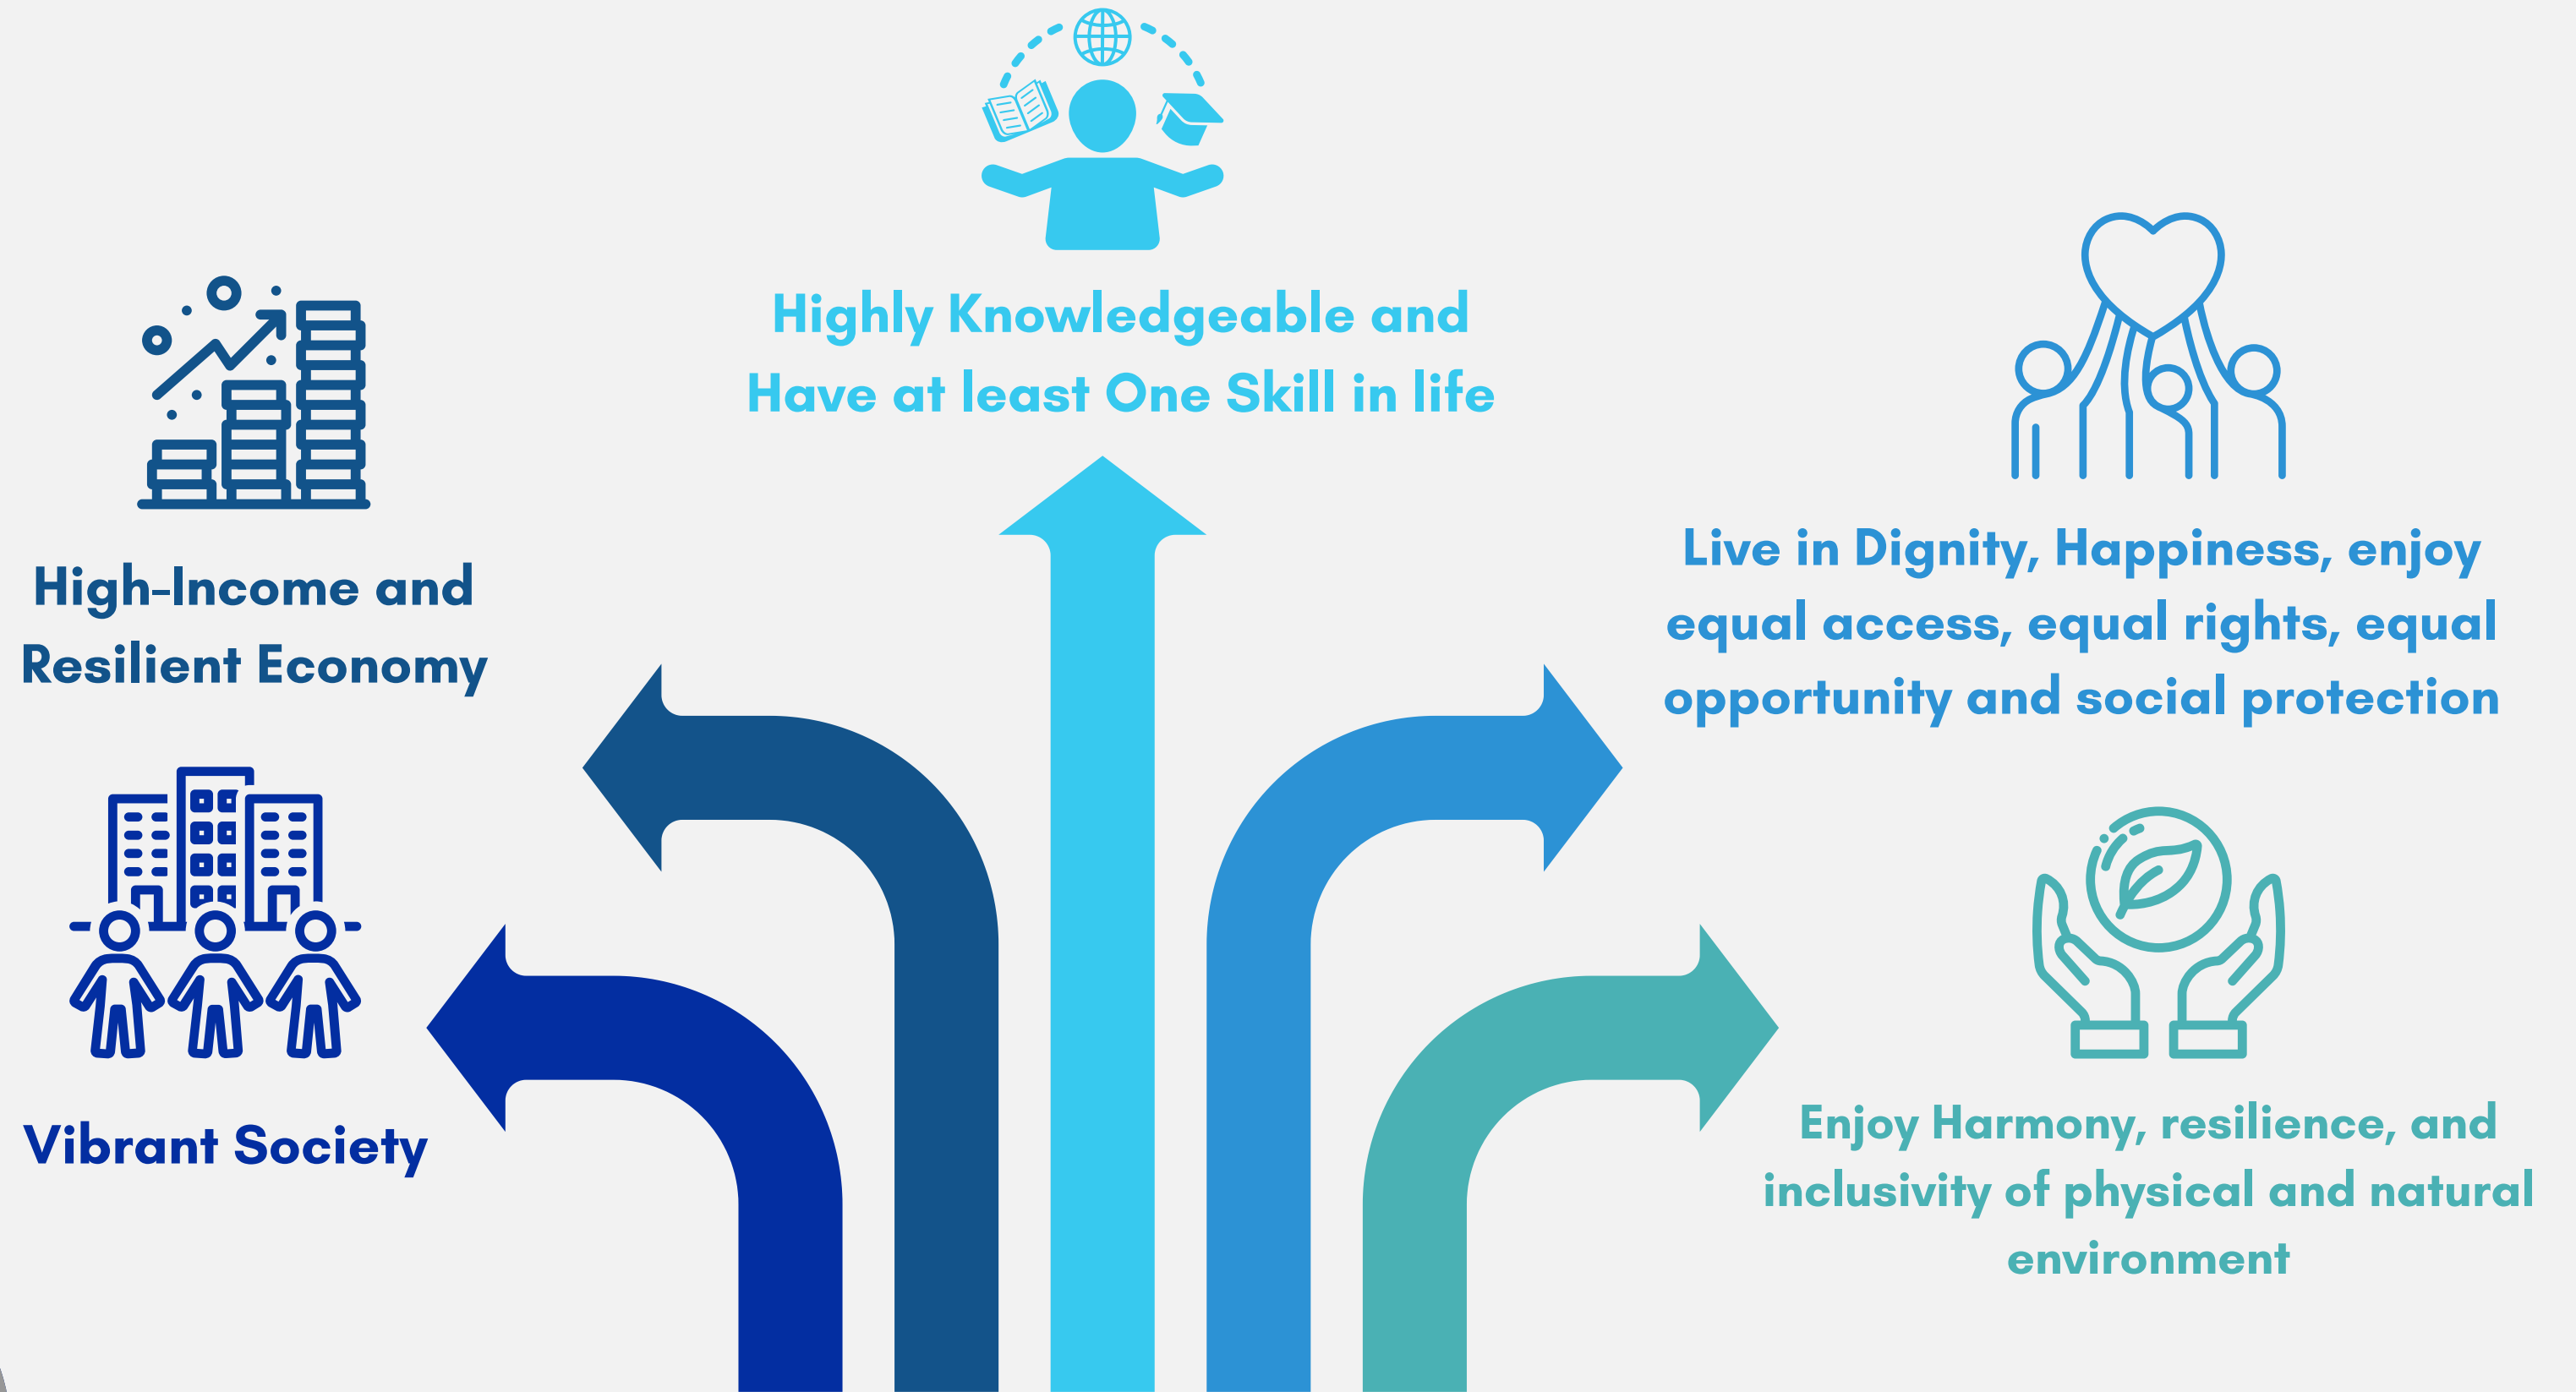 Highly Knowledgeable and
Have at least One Skill in life
High-Income and
Resilient Economy
Live in Dignity, Happiness, enjoy
equal access, equal rights, equal
opportunity and social protection
Vibrant Society
Enjoy Harmony, resilience, and
inclusivity of physical and natural
environment